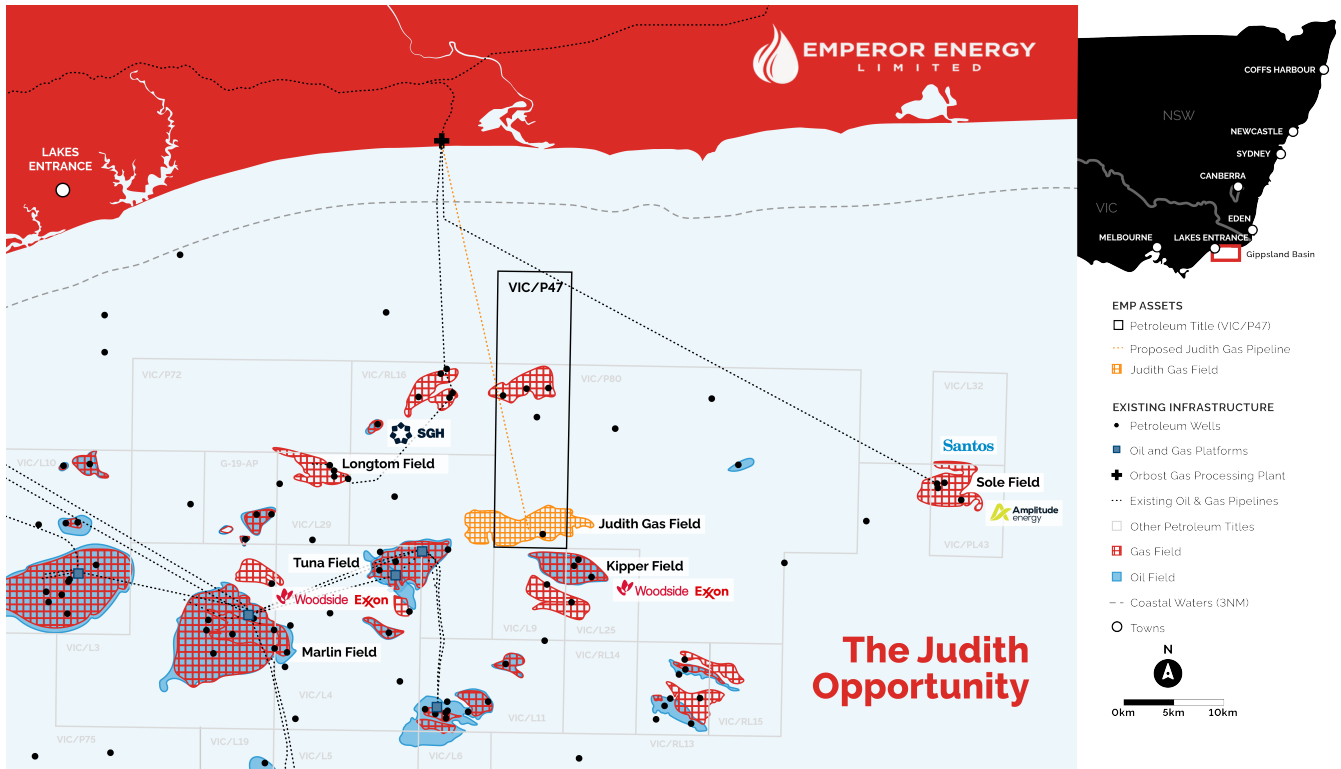 EMPEROR ENERGY
LIMITED
LAKES
ENTRANCE
VIC/P47
VIC/P72
VIC/RL16
VIC/P80
VIC/L32
SGH
Santos
VIC/L10
G-19-AP
Longtom Field
Sole Field
Amplitude
energy
VIC/L29
Judith Gas Field
VIC/PL43
Tuna Field
Kipper Field
Woodside Exxon
Woodside Exxon
VIC/L9
VIC/L25
VIC/L3
Marlin Field
VIC/RL14
The Judith
Opportunity
VIC/L4
VIC/L11
VIC/RL15
VIC/P75
VIC/L19
VIC/L5
VIC/L6
VIC/RL13
COFFS HARBOUR
NSW
NEWCASTLE
SYDNEY
CANBERRA
VIC
EDEN
MELBOURNE
LAKES ENTRANCE
Gippsland Basin
EMP ASSETS
Petroleum Title (VIC/P47)
Proposed Judith Gas Pipeline
Judith Gas Field
EXISTING INFRASTRUCTURE
Petroleum Wells
Oil and Gas Platforms
Orbost Gas Processing Plant
Existing Oil & Gas Pipelines
Other Petroleum Titles
Gas Field
Oil Field
Coastal Waters (3NM)
Towns
N
0km 5km 10km